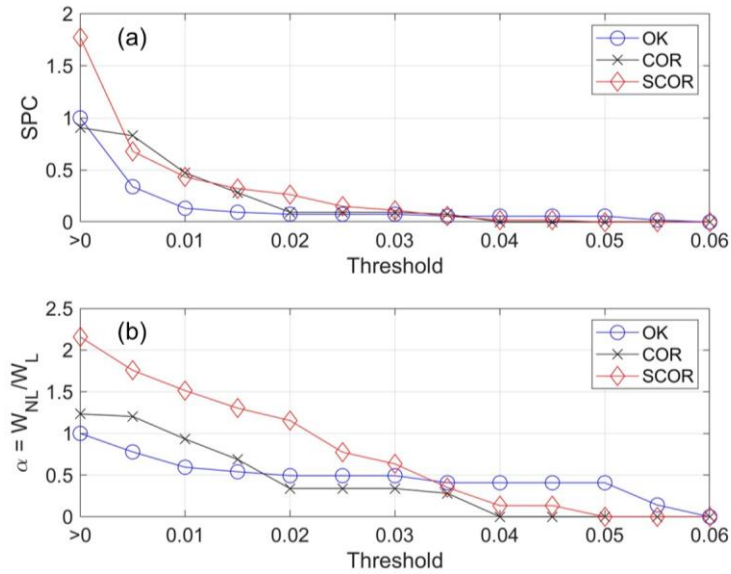 (a)
OK
COR
SCOR
2
1.5
1
0.5
0
SPC
>0 0.01 0.02 0.03 0.04 0.05 0.06
Threshold
(b)
OK
COR
SCOR
2.5
2
1.5
1
0.5
0
α = W_NL/W_L
>0 0.01 0.02 0.03 0.04 0.05 0.06
Threshold